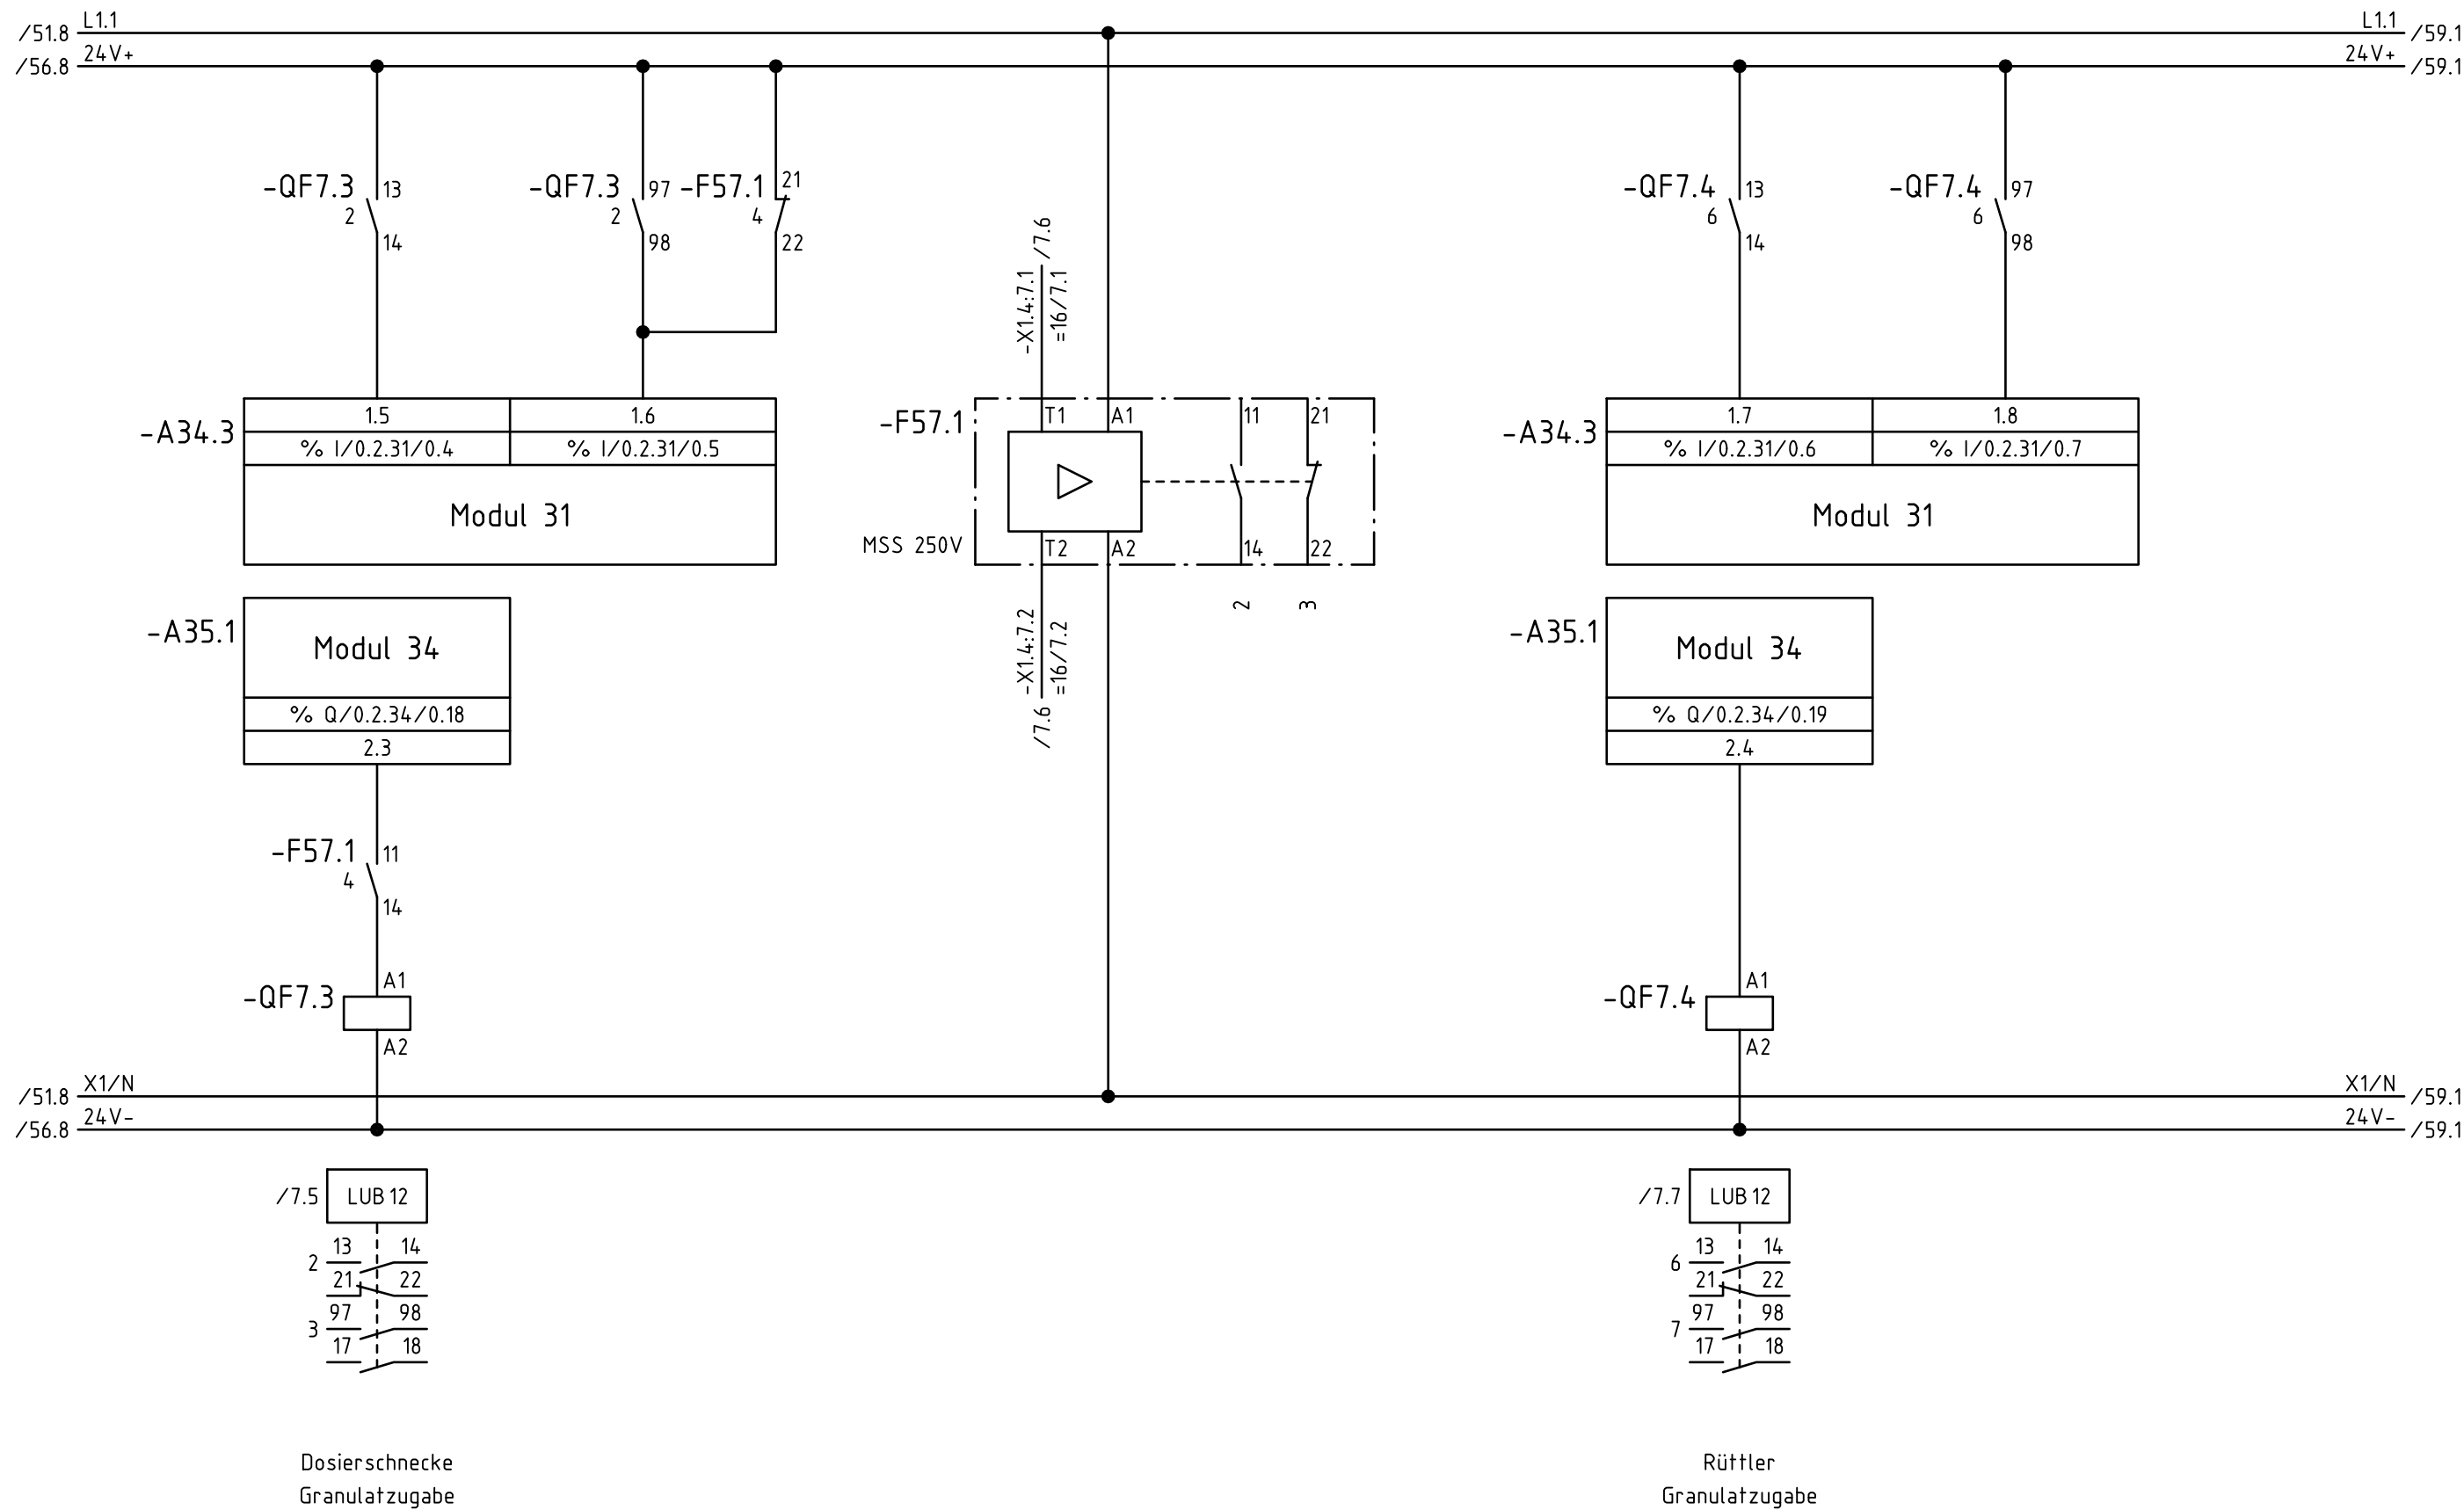 L1.1
L1.1
/51.8
/59.1
24V+
24V+
/56.8
/59.1
-QF7.3
13
2
14
-QF7.3
97
2
98
-F57.1
21
4
22
-QF7.4
13
6
14
-QF7.4
97
6
98
/7.6
-X1.4:7.1
=16/7.1
-A34.3
1.5
1.6
% I/0.2.31/0.4
% I/0.2.31/0.5
Modul 31
-F57.1
T1
A1
11
21
MSS 250V
T2
A2
14
22
2
3
-X1.4:7.2
=16/7.2
/7.6
-A34.3
1.7
1.8
% I/0.2.31/0.6
% I/0.2.31/0.7
Modul 31
-A35.1
Modul 34
% Q/0.2.34/0.18
2.3
-A35.1
Modul 34
% Q/0.2.34/0.19
2.4
-F57.1
11
4
14
-QF7.3
A1
A2
-QF7.4
A1
A2
X1/N
X1/N
/51.8
/59.1
24V-
24V-
/56.8
/59.1
/7.5
LUB 12
13
14
2
21
22
97
98
3
17
18
/7.7
LUB 12
13
14
6
21
22
97
98
7
17
18
Dosierschnecke
Granulatzugabe
Rüttler
Granulatzugabe